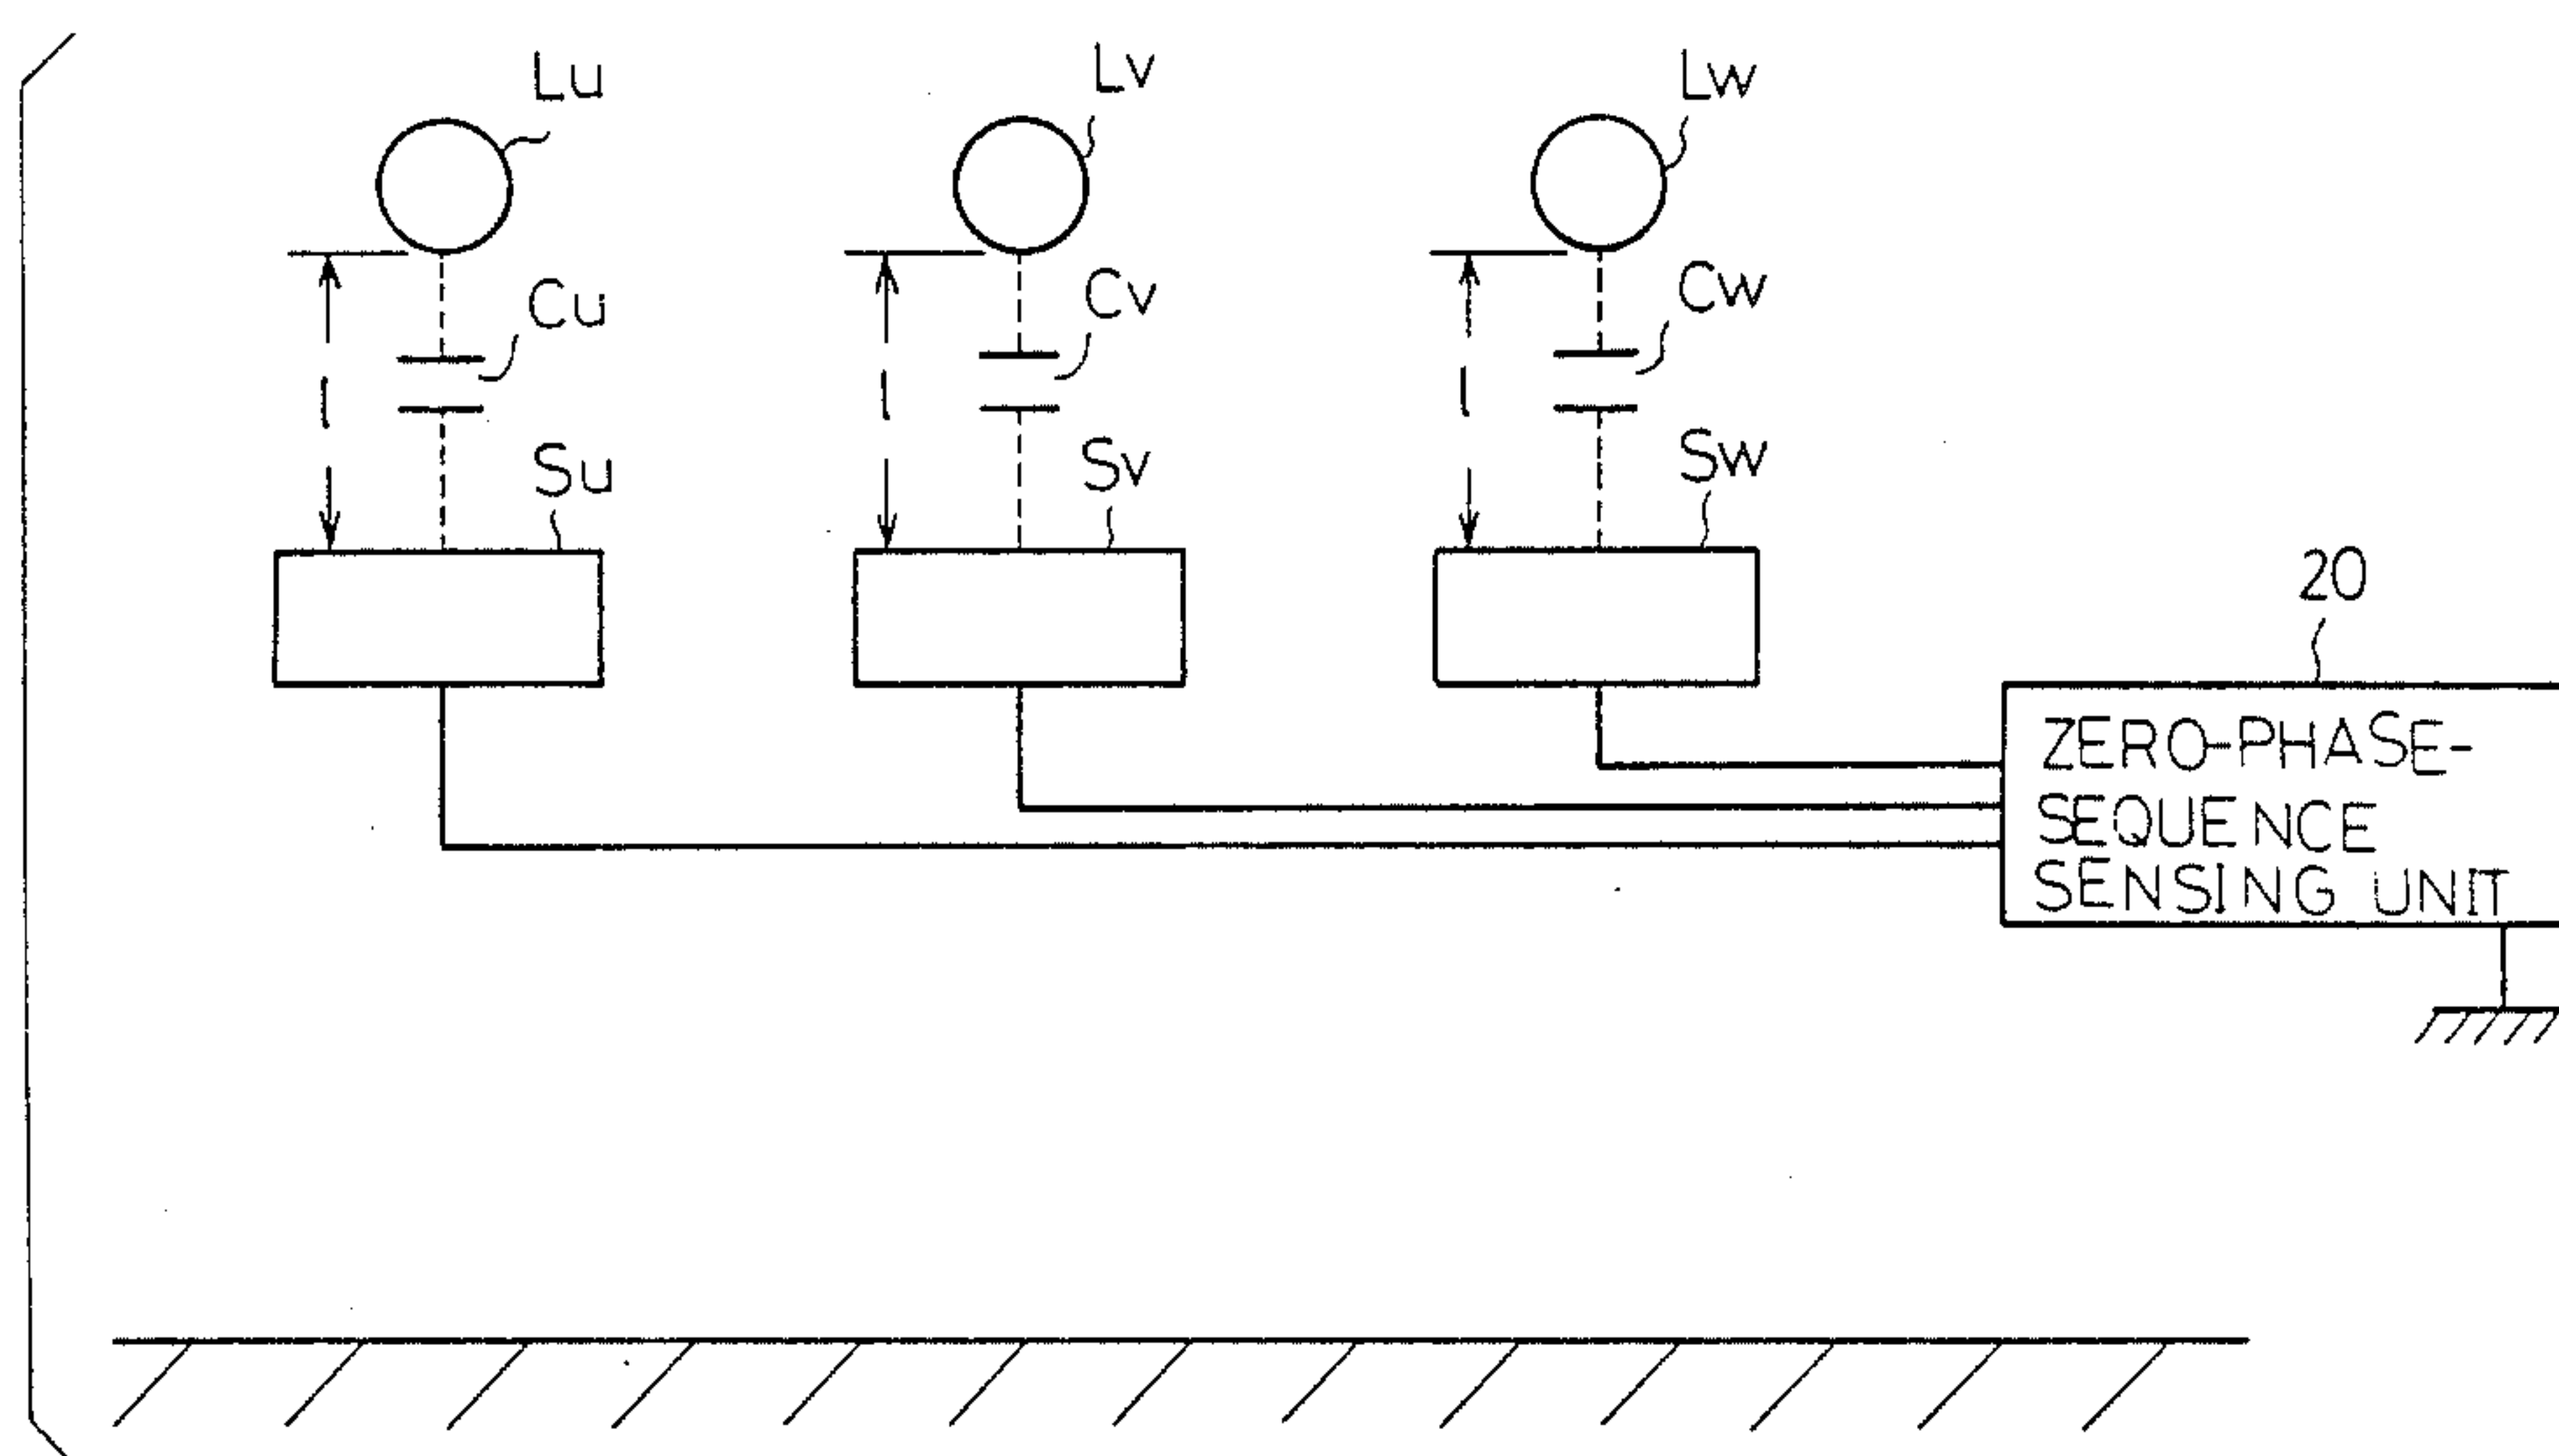 Lu
Lv
Lw
Cu
Cv
Cw
l
l
l
Su
Sv
Sw
20
ZERO-PHASE-
SEQUENCE
SENSING UNIT